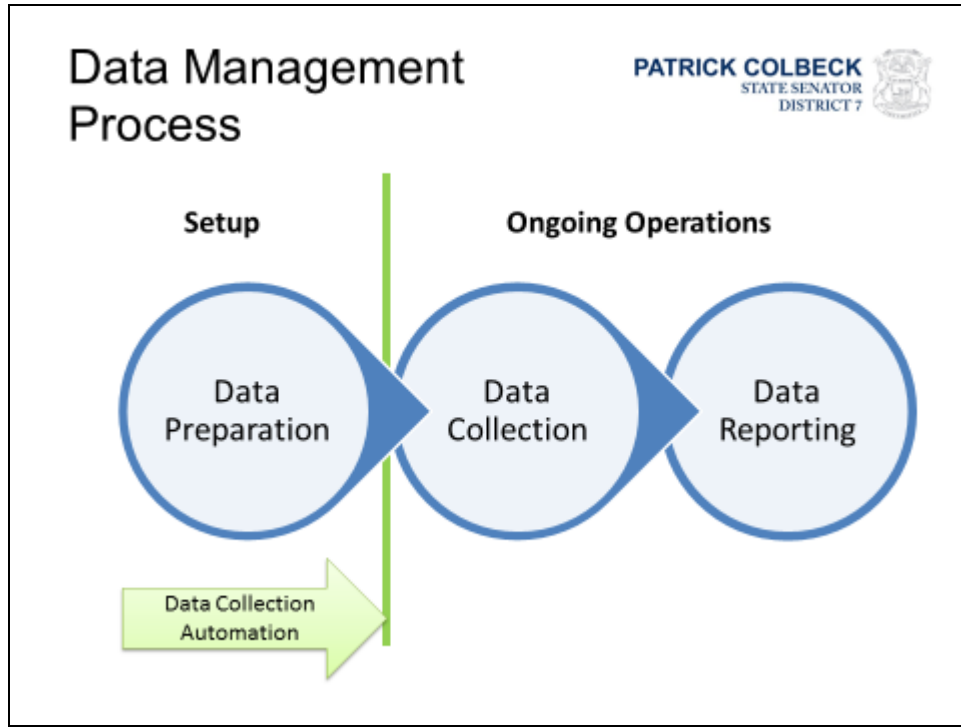 Data Management
Process
PATRICK COLBECK
STATE SENATOR
DISTRICT 7
Setup
Ongoing Operations
Data
Preparation
Data
Collection
Data
Reporting
Data Collection
Automation